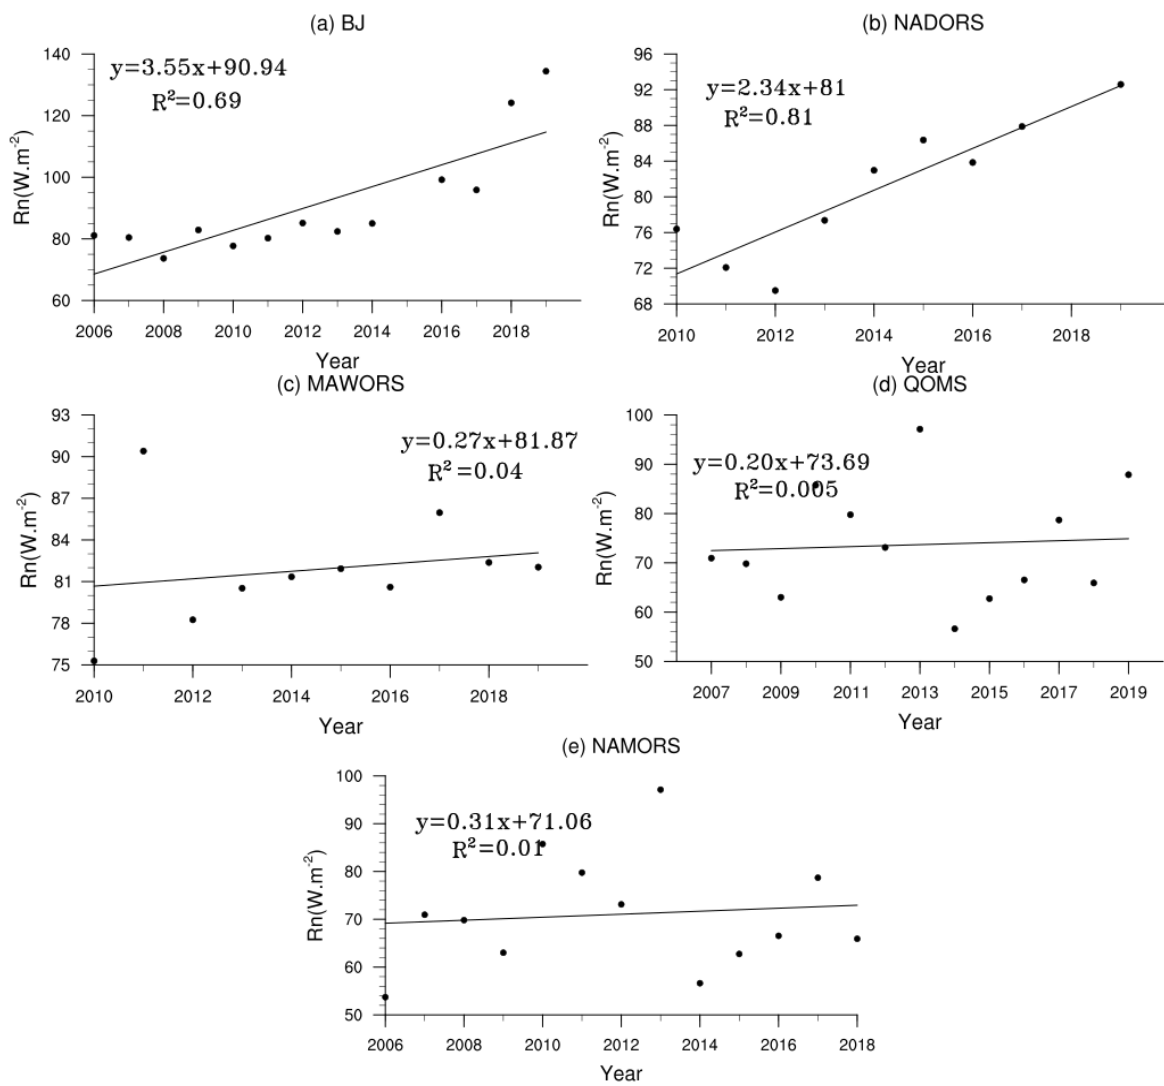 (a) BJ
y=3.55x+90.94
R²=0.69
Rn(W.m⁻²)
140
120
100
80
60
2006 2008 2010 2012 2014 2016 2018
Year
(b) NADORS
y=2.34x+81
R²=0.81
Rn(W.m⁻²)
96
92
88
84
80
76
72
68
2010 2012 2014 2016 2018
Year
(c) MAWORS
y=0.27x+81.87
R²=0.04
Rn(W.m⁻²)
93
90
87
84
81
78
75
2010 2012 2014 2016 2018
Year
(d) QOMS
y=0.20x+73.69
R²=0.005
Rn(W.m⁻²)
100
90
80
70
60
50
2007 2009 2011 2013 2015 2017 2019
Year
(e) NAMORS
y=0.31x+71.06
R²=0.01
Rn(W.m⁻²)
100
90
80
70
60
50
2006 2008 2010 2012 2014 2016 2018
Year